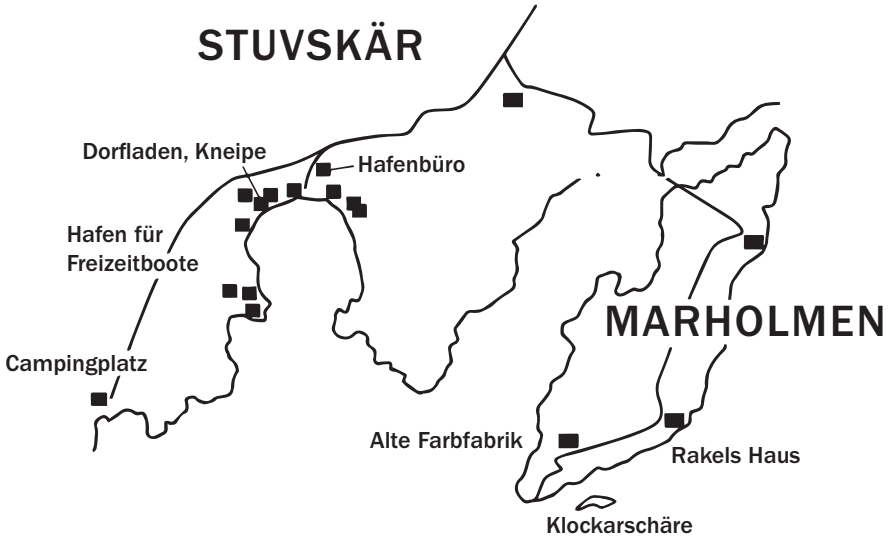 STUVSKÄR
Dorfladen, Kneipe
Hafenbüro
Hafen für
Freizeitboote
MARHOLMEN
Campingplatz
Alte Farbfabrik
Rakels Haus
Klockarschäre